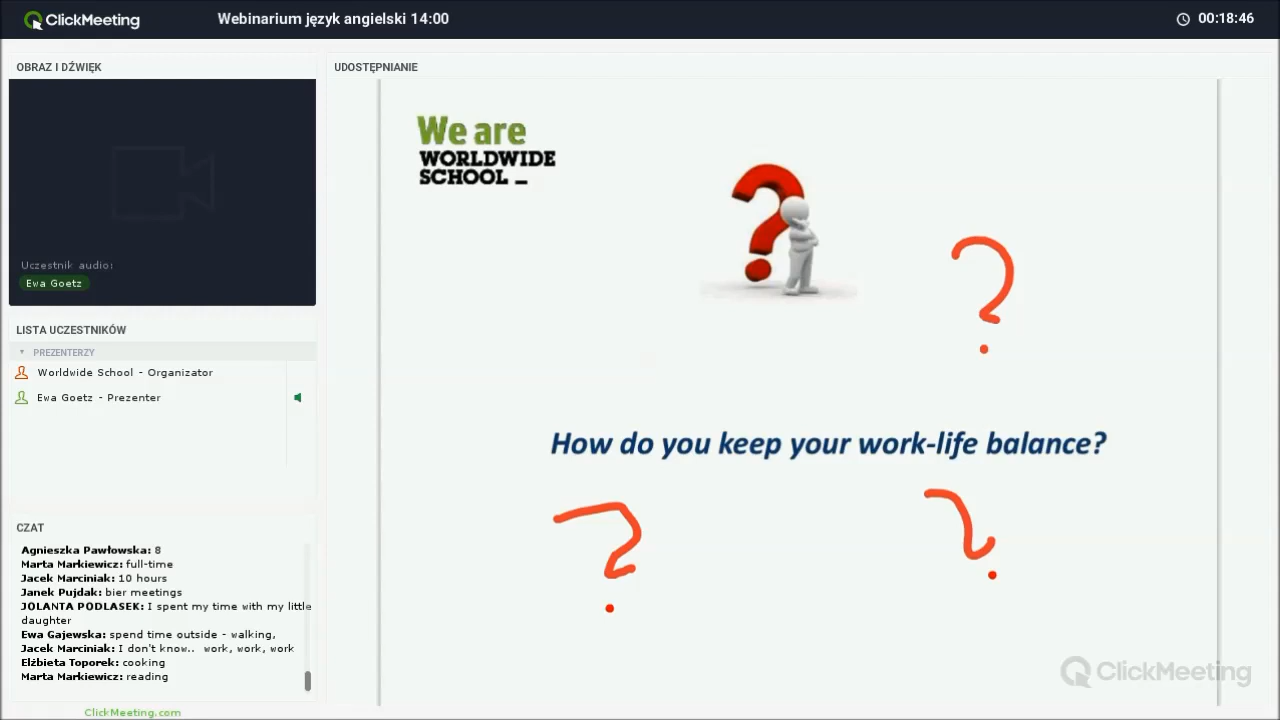 ClickMeeting
Webinarium język angielski 14:00
00:18:46
OBRAZ I DŹWIĘK
Uczestnik audio:
Ewa Goetz
LISTA UCZESTNIKÓW
PREZENTERZY
Worldwide School - Organizator
Ewa Goetz - Prezenter
CZAT
Agnieszka Pawłowska: 8
Marta Markiewicz: full-time
Jacek Marciniak: 10 hours
Janek Pujdak: bier meetings
JOLANTA PODLASEK: I spent my time with my little
daughter
Ewa Gajewska: spend time outside - walking,
Jacek Marciniak: I don't know.. work, work, work
Elżbieta Toporek: cooking
Marta Markiewicz: reading
ClickMeeting.com
UDOSTĘPNIANIE
We are
WORLDWIDE
SCHOOL _
?
?
How do you keep your work-life balance?
?
?
ClickMeeting